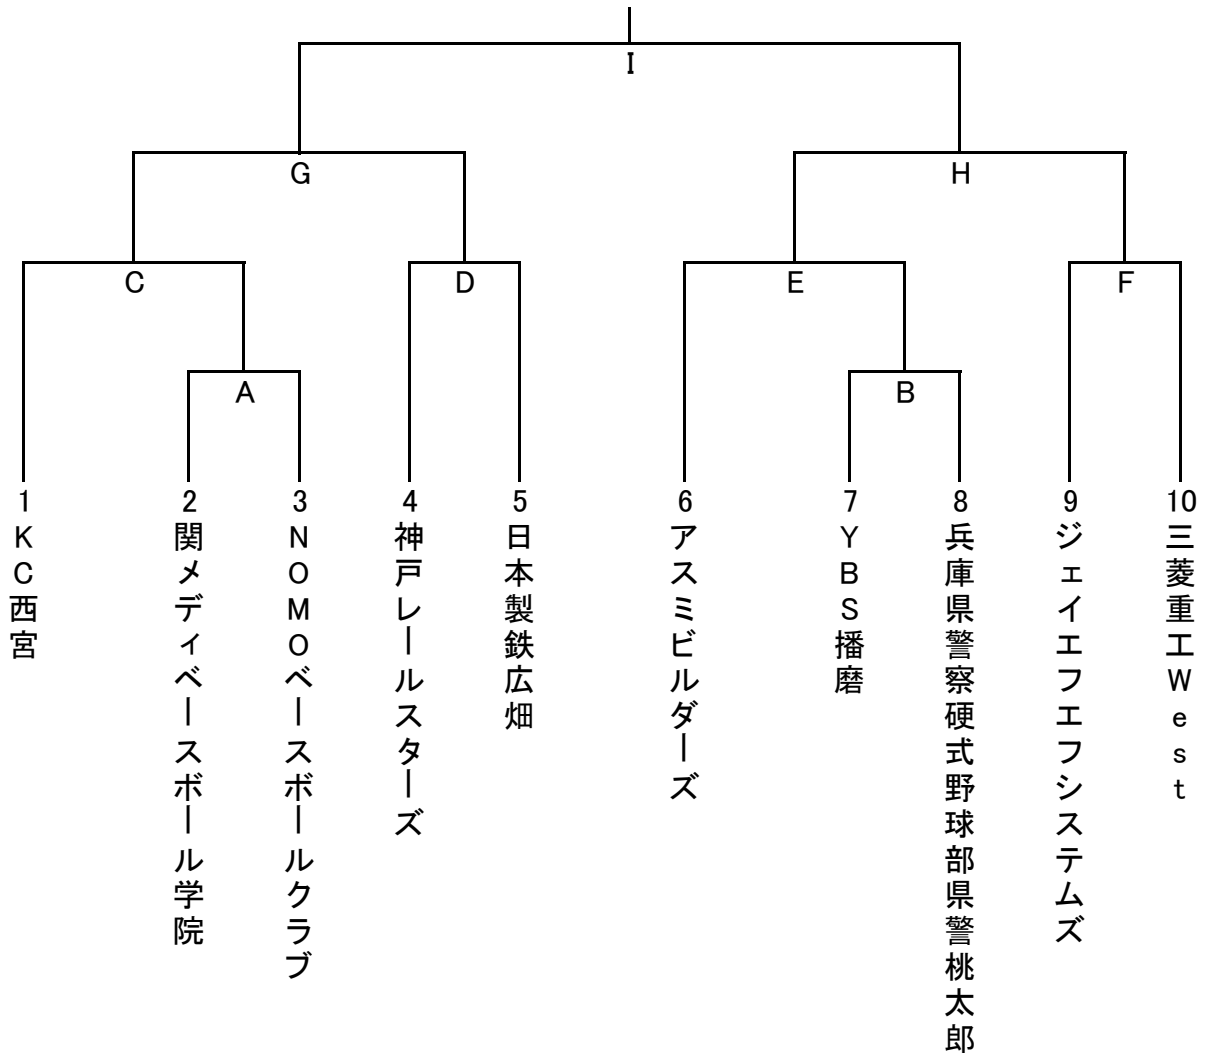 I
G
H
C
D
E
F
A
B
1
KC西宮
2
関メディベースボール学院
3
NOMOベースボールクラブ
4
神戸レールスターズ
5
日本製鉄広畑
6
アスミビルダーズ
7
YBS播磨
8
兵庫県警察硬式野球部県警桃太郎
9
ジェイエフエフシステムズ
10
三菱重工West